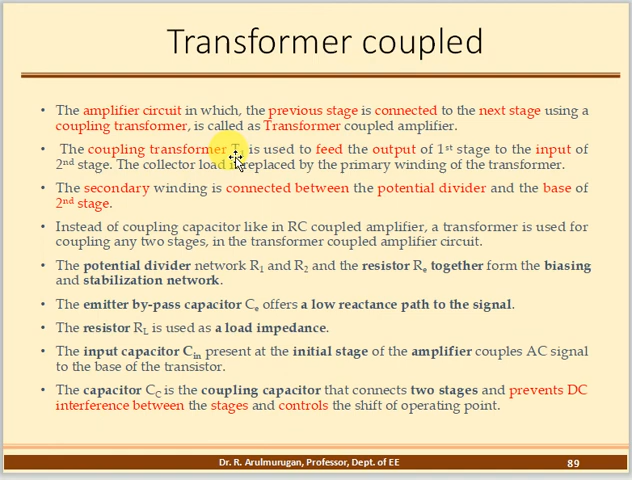 Transformer coupled
• The amplifier circuit in which, the previous stage is connected to the next stage using a
coupling transformer, is called as Transformer coupled amplifier.
• The coupling transformer T₁ is used to feed the output of 1st stage to the input of
2nd stage. The collector load is replaced by the primary winding of the transformer.
• The secondary winding is connected between the potential divider and the base of
2nd stage.
• Instead of coupling capacitor like in RC coupled amplifier, a transformer is used for
coupling any two stages, in the transformer coupled amplifier circuit.
• The potential divider network R₁ and R₂ and the resistor Rₑ together form the biasing
and stabilization network.
• The emitter by-pass capacitor Cₑ offers a low reactance path to the signal.
• The resistor R_L is used as a load impedance.
• The input capacitor C_in present at the initial stage of the amplifier couples AC signal
to the base of the transistor.
• The capacitor C_C is the coupling capacitor that connects two stages and prevents DC
interference between the stages and controls the shift of operating point.
Dr. R. Arulmurugan, Professor, Dept. of EE 89